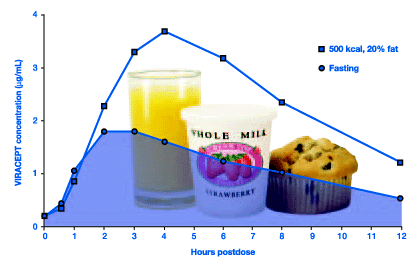 4
3
2
1
0
VIRACEPT concentration (µg/mL)
500 kcal, 20% fat
Fasting
WHOLE MILK
STRAWBERRY
0 1 2 3 4 5 6 7 8 9 10 11 12
Hours postdose